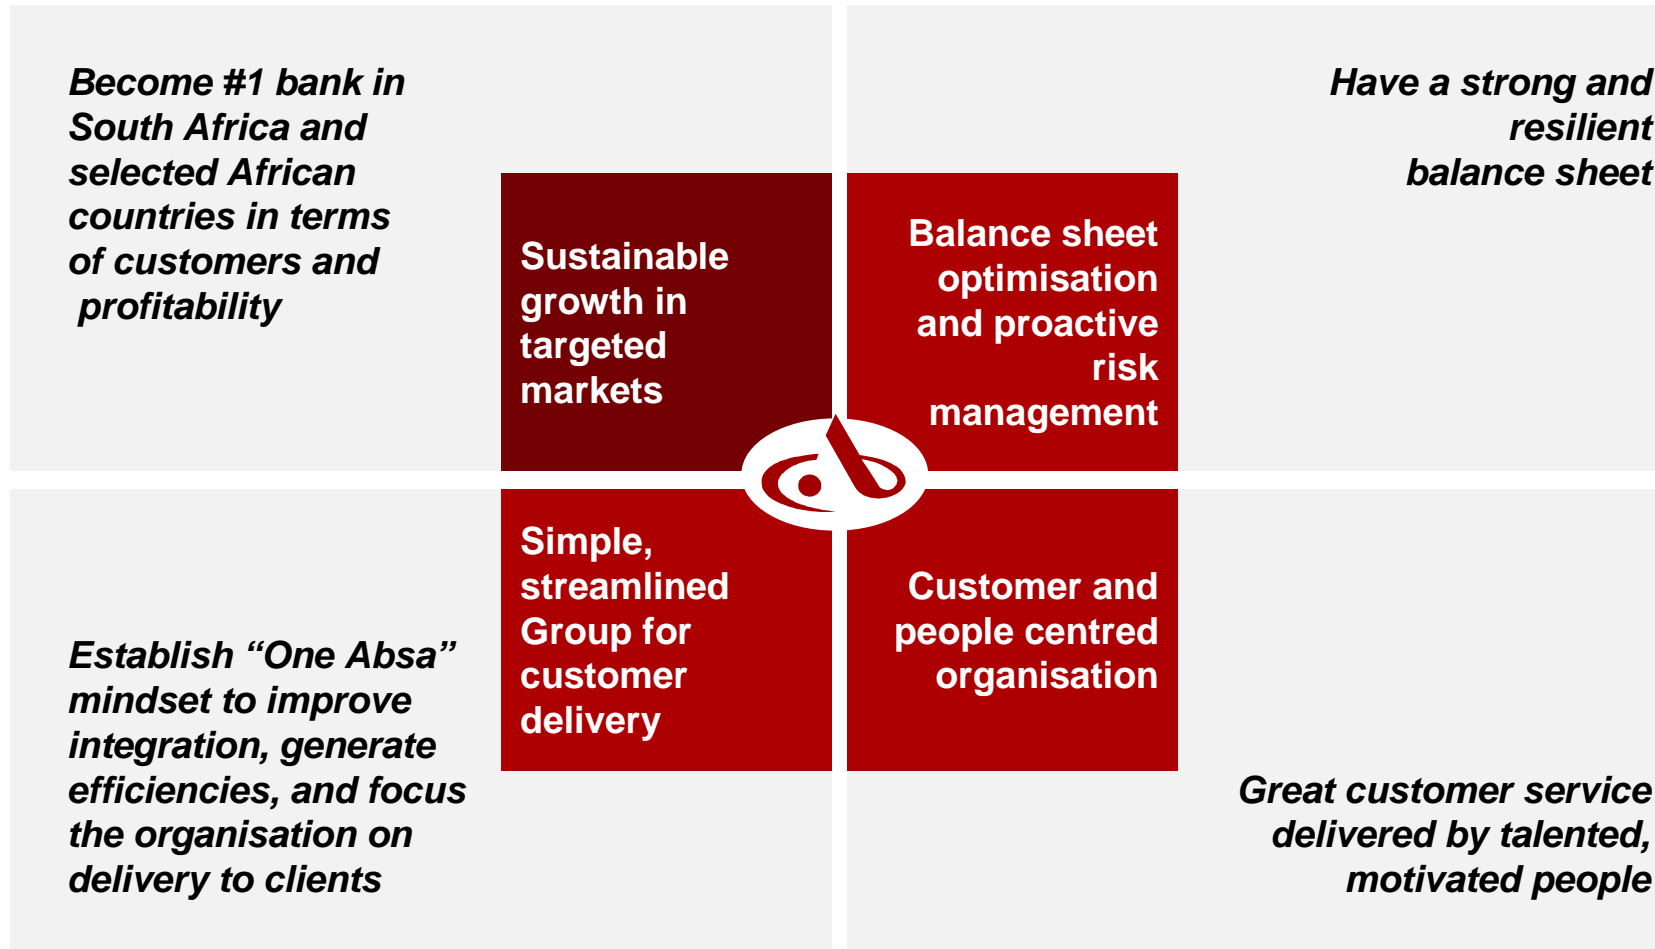 Become #1 bank in
South Africa and
selected African
countries in terms
of customers and
profitability
Sustainable
growth in
targeted
markets
Balance sheet
optimisation
and proactive
risk
management
Have a strong and
resilient
balance sheet
Establish “One Absa”
mindset to improve
integration, generate
efficiencies, and focus
the organisation on
delivery to clients
Simple,
streamlined
Group for
customer
delivery
Customer and
people centred
organisation
Great customer service
delivered by talented,
motivated people